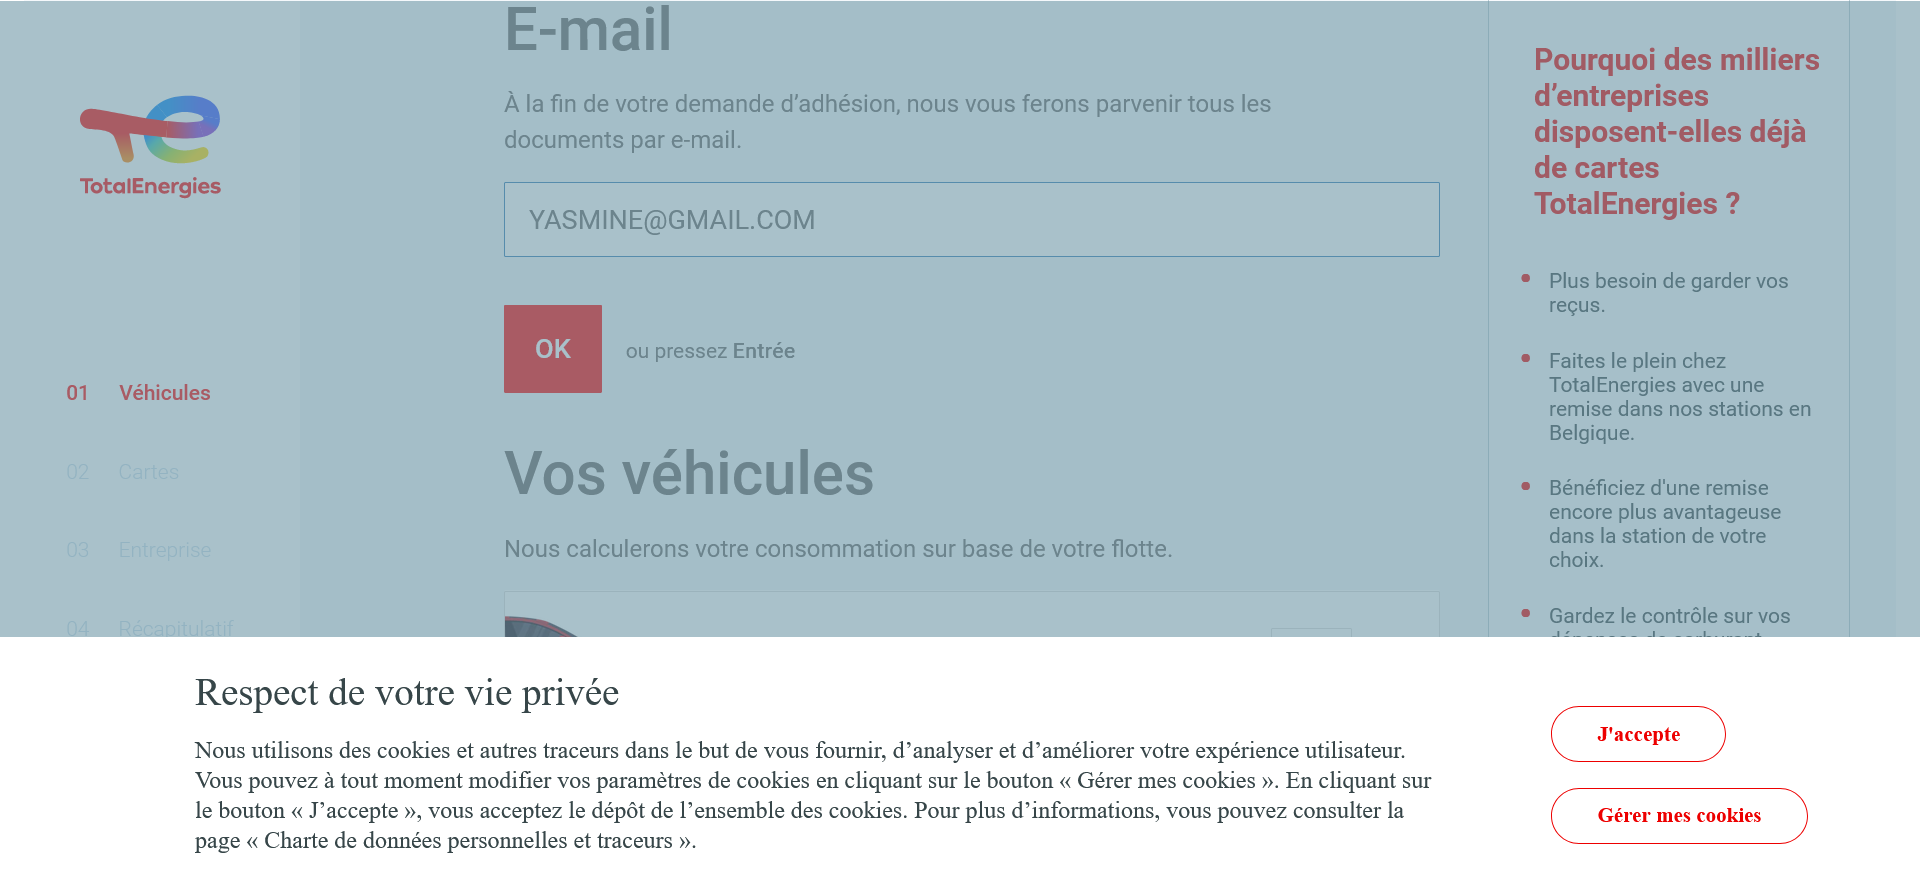 TotalEnergies
01 Véhicules
02 Cartes
03 Entreprise
04 Récapitulatif
E-mail
À la fin de votre demande d’adhésion, nous vous ferons parvenir tous les
documents par e-mail.
YASMINE@GMAIL.COM
OK ou pressez Entrée
Vos véhicules
Nous calculerons votre consommation sur base de votre flotte.
Pourquoi des milliers
d’entreprises
disposent-elles déjà
de cartes
TotalEnergies ?
Plus besoin de garder vos
reçus.
Faites le plein chez
TotalEnergies avec une
remise dans nos stations en
Belgique.
Bénéficiez d'une remise
encore plus avantageuse
dans la station de votre
choix.
Gardez le contrôle sur vos
dépenses de carburant
Respect de votre vie privée
Nous utilisons des cookies et autres traceurs dans le but de vous fournir, d’analyser et d’améliorer votre expérience utilisateur.
Vous pouvez à tout moment modifier vos paramètres de cookies en cliquant sur le bouton « Gérer mes cookies ». En cliquant sur
le bouton « J’accepte », vous acceptez le dépôt de l’ensemble des cookies. Pour plus d’informations, vous pouvez consulter la
page « Charte de données personnelles et traceurs ».
J'accepte
Gérer mes cookies